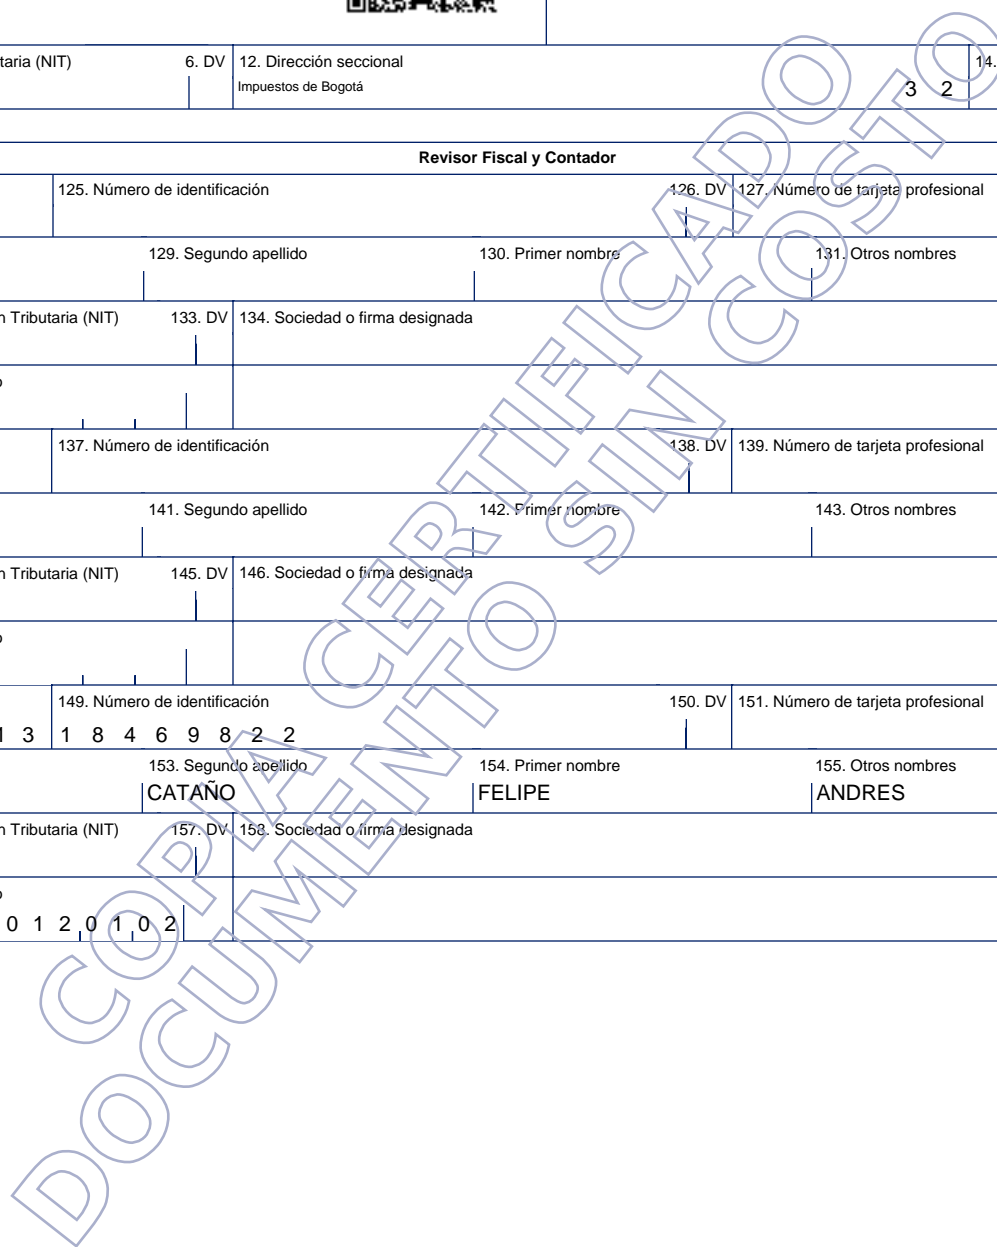 taria (NIT) 6. DV 12. Dirección seccional 14.
Impuestos de Bogotá 3 2
Revisor Fiscal y Contador
125. Número de identificación 126. DV 127. Número de tarjeta profesional
129. Segundo apellido 130. Primer nombre 131. Otros nombres
n Tributaria (NIT) 133. DV 134. Sociedad o firma designada
o
137. Número de identificación 138. DV 139. Número de tarjeta profesional
141. Segundo apellido 142. Primer nombre 143. Otros nombres
n Tributaria (NIT) 145. DV 146. Sociedad o firma designada
o
149. Número de identificación 150. DV 151. Número de tarjeta profesional
1 3 1 8 4 6 9 8 2 2
153. Segundo apellido 154. Primer nombre 155. Otros nombres
CATAÑO FELIPE ANDRES
n Tributaria (NIT) 157. DV 158. Sociedad o firma designada
o
0 1 2 0 1 0 2
COPIA CERTIFICADO
DOCUMENTO SIN COSTO